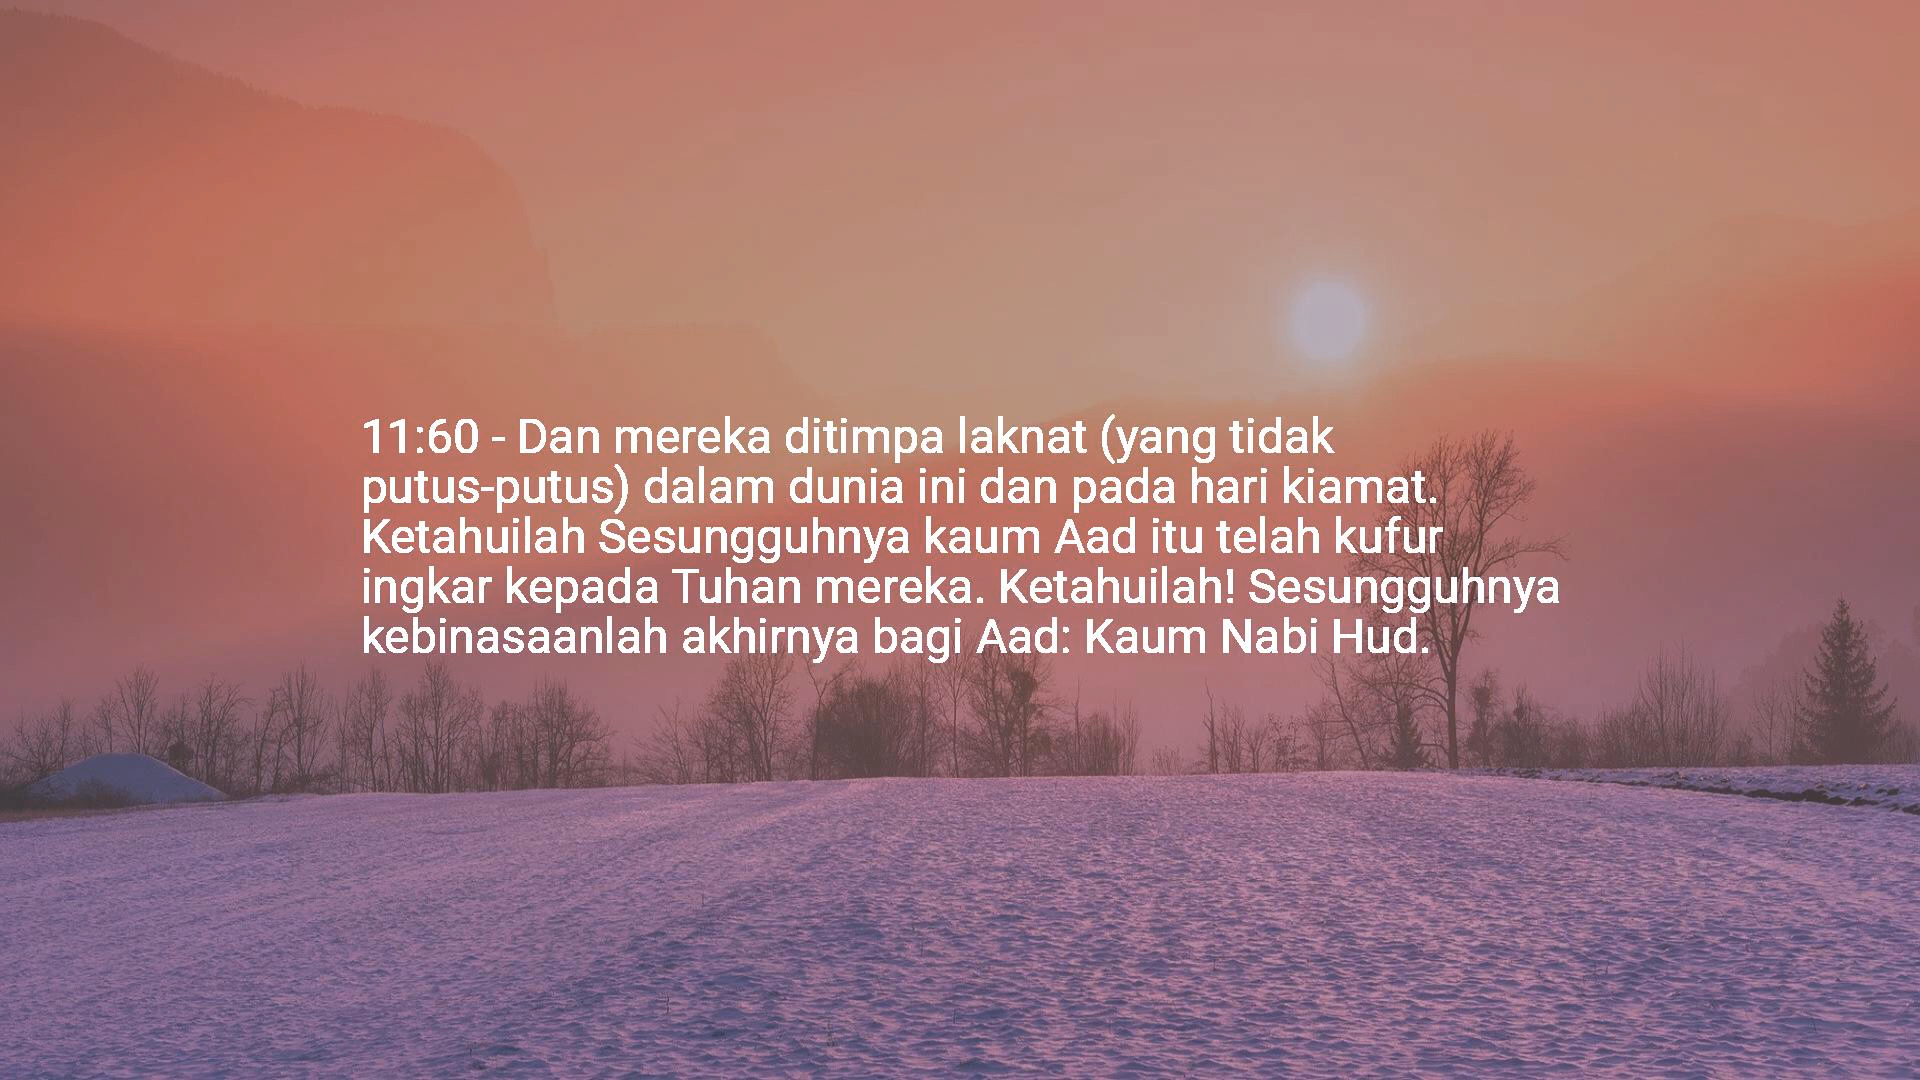 11:60 - Dan mereka ditimpa laknat (yang tidak
putus-putus) dalam dunia ini dan pada hari kiamat.
Ketahuilah Sesungguhnya kaum Aad itu telah kufur
ingkar kepada Tuhan mereka. Ketahuilah! Sesungguhnya
kebinasaanlah akhirnya bagi Aad: Kaum Nabi Hud.